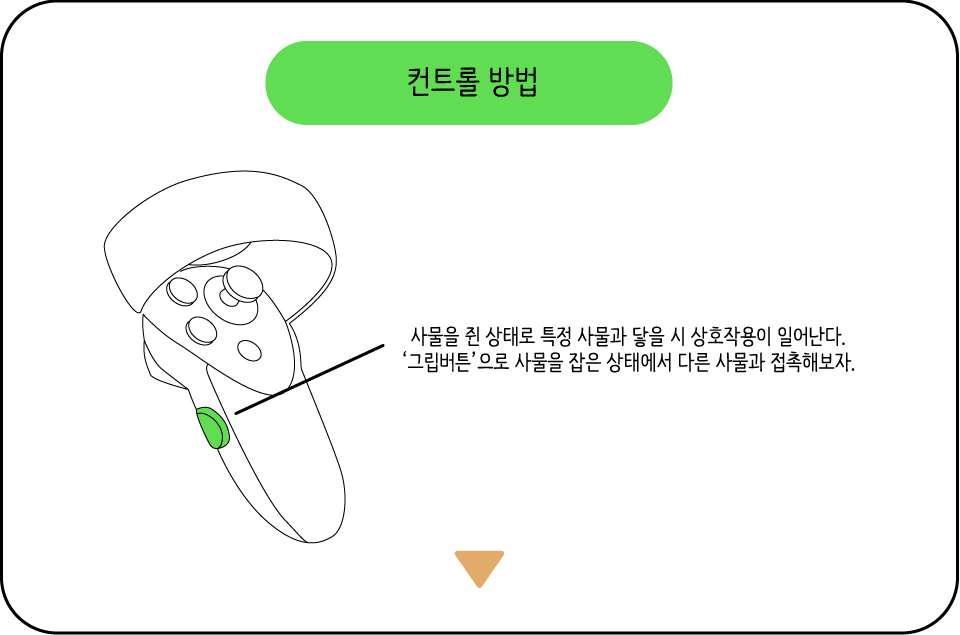 컨트롤 방법
사물을 쥔 상태로 특정 사물과 닿을 시 상호작용이 일어난다.
‘그립버튼’으로 사물을 잡은 상태에서 다른 사물과 접촉해보자.